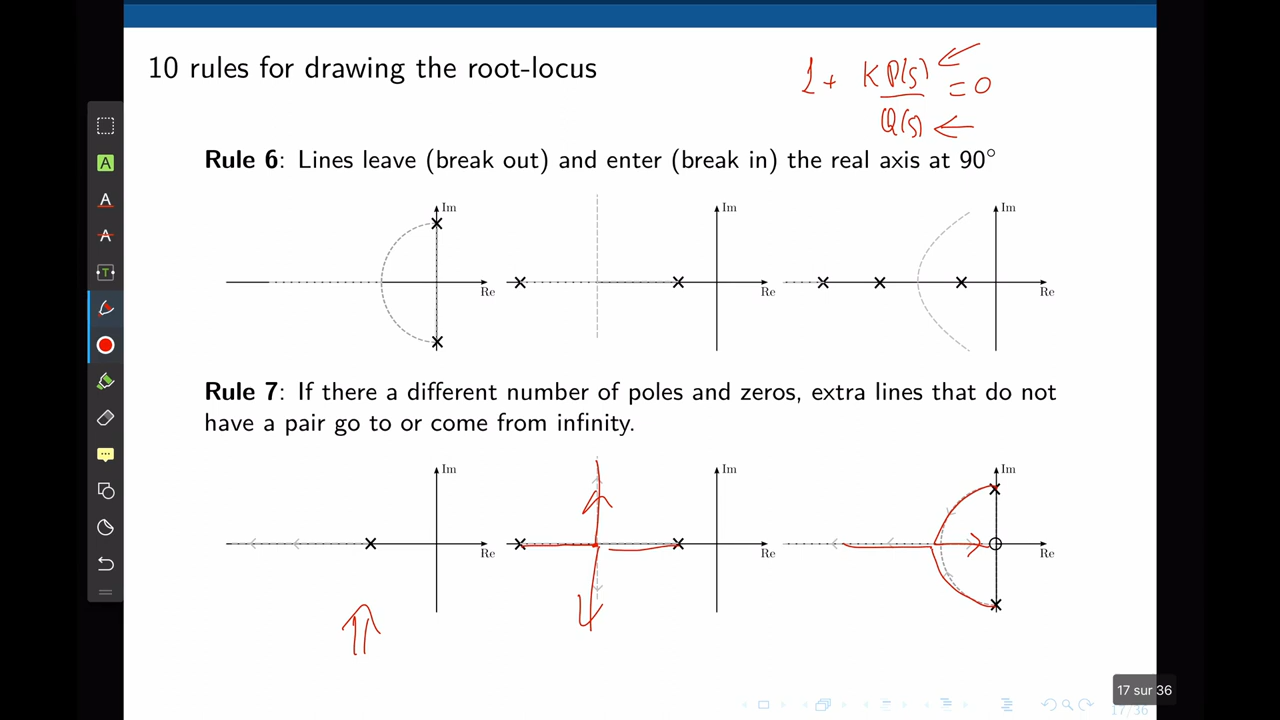 10 rules for drawing the root-locus
1 + KP(s) = 0
Q(s)
Rule 6: Lines leave (break out) and enter (break in) the real axis at 90°
Im Im Im
Re Re Re
Rule 7: If there a different number of poles and zeros, extra lines that do not
have a pair go to or come from infinity.
Im Im Im
Re Re Re
17 sur 36
17/36
A
A
A
T